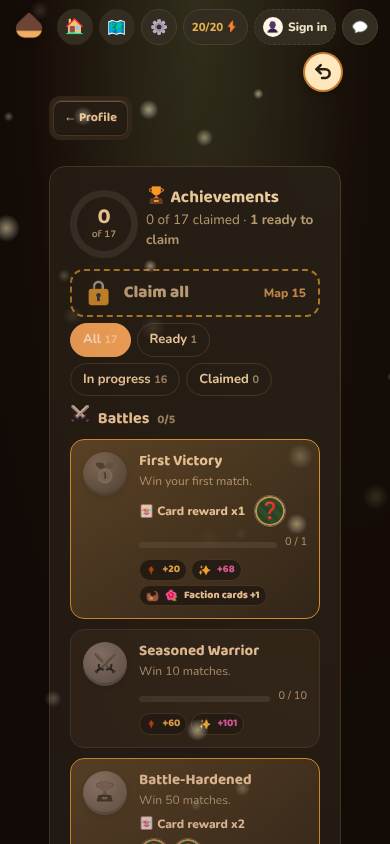 20/20
Sign in
← Profile
0
of 17
Achievements
0 of 17 claimed · 1 ready to
claim
Claim all
Map 15
All 17
Ready 1
In progress 16
Claimed 0
Battles 0/5
First Victory
Win your first match.
Card reward x1
?
0 / 1
+20
+68
Faction cards +1
Seasoned Warrior
Win 10 matches.
0 / 10
+60
+101
Battle-Hardened
Win 50 matches.
Card reward x2